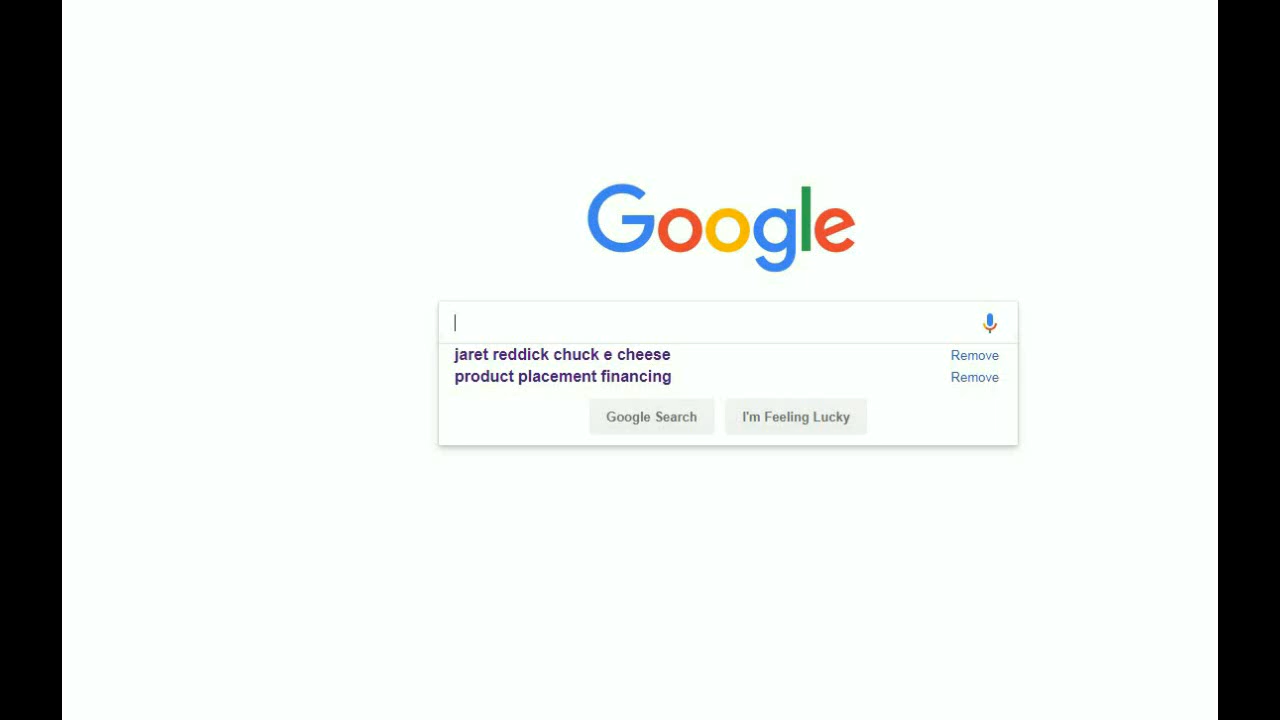 Google
jaret reddick chuck e cheese Remove
product placement financing Remove
Google Search I'm Feeling Lucky